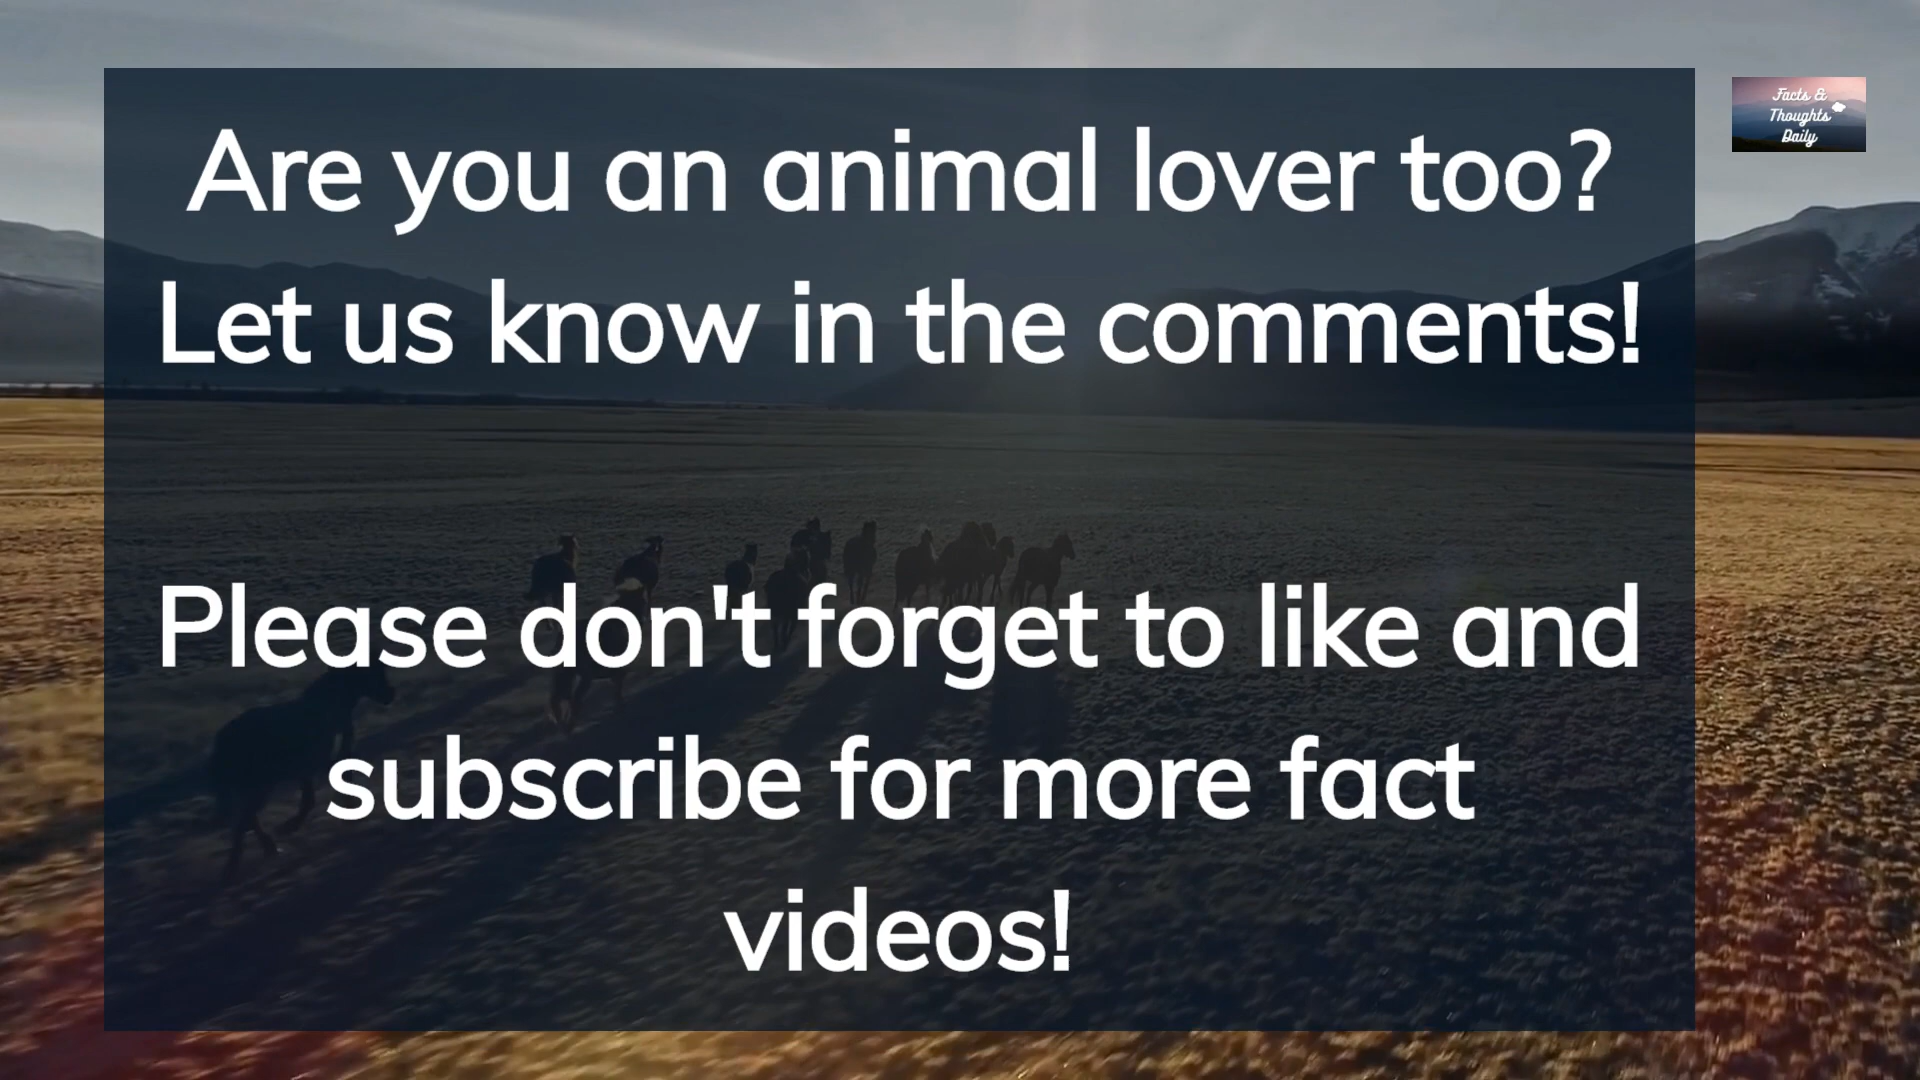 Are you an animal lover too?
Let us know in the comments!
Please don't forget to like and
subscribe for more fact
videos!
Facts &
Thoughts
Daily